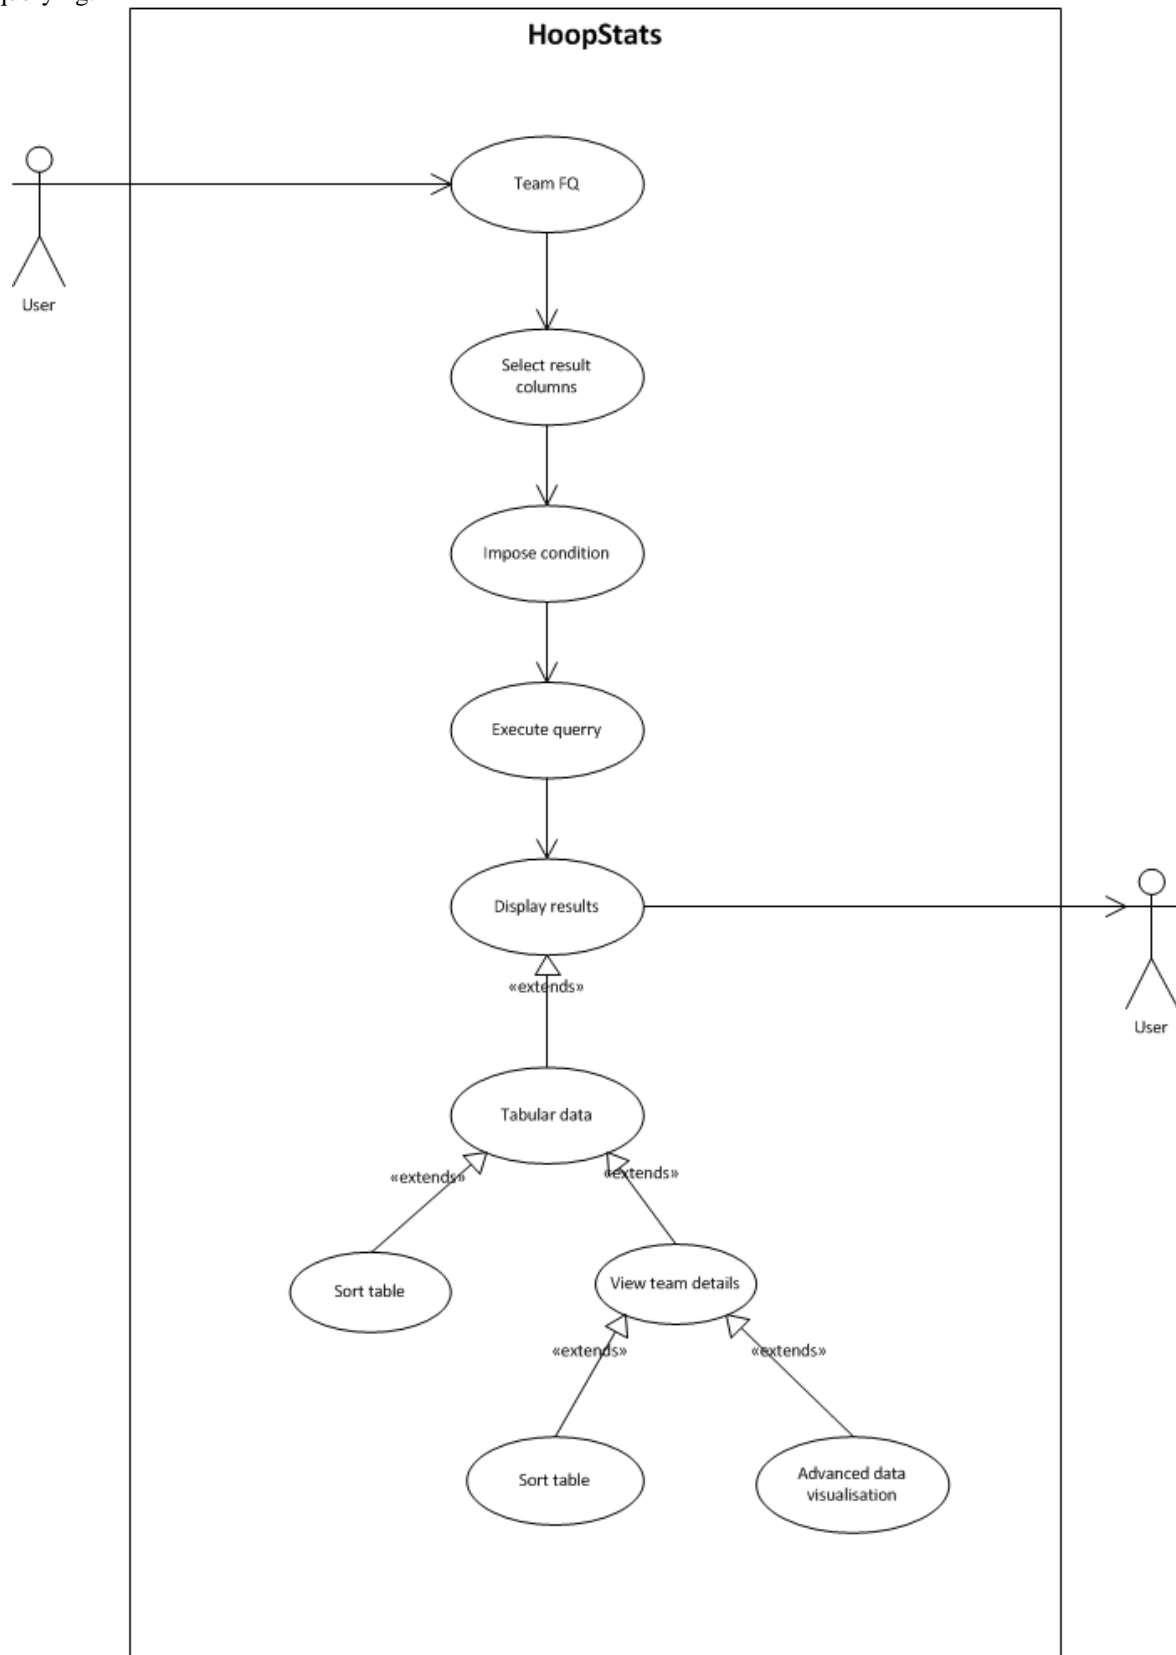 HoopStats
Team FQ
User
Select result
columns
Impose condition
Execute querry
Display results
«extends»
User
Tabular data
«extends»
«extends»
Sort table
View team details
«extends»
«extends»
Sort table
Advanced data
visualisation